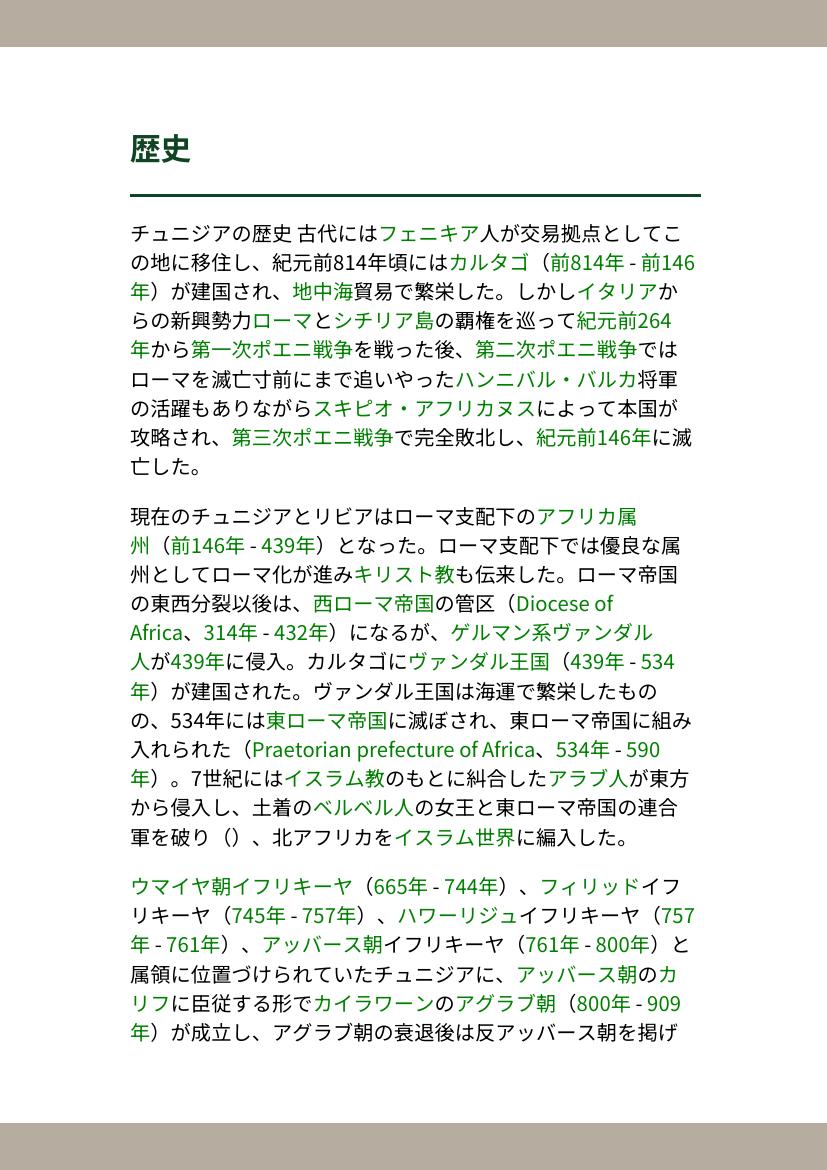 歴史
チュニジアの歴史 古代にはフェニキア人が交易拠点としてこ
の地に移住し、紀元前814年頃にはカルタゴ（前814年 - 前146
年）が建国され、地中海貿易で繁栄した。しかしイタリアか
らの新興勢力ローマとシチリア島の覇権を巡って紀元前264
年から第一次ポエニ戦争を戦った後、第二次ポエニ戦争では
ローマを滅亡寸前にまで追いやったハンニバル・バルカ将軍
の活躍もありながらスキピオ・アフリカヌスによって本国が
攻略され、第三次ポエニ戦争で完全敗北し、紀元前146年に滅
亡した。
現在のチュニジアとリビアはローマ支配下のアフリカ属
州（前146年 - 439年）となった。ローマ支配下では優良な属
州としてローマ化が進みキリスト教も伝来した。ローマ帝国
の東西分裂以後は、西ローマ帝国の管区（Diocese of
Africa、314年 - 432年）になるが、ゲルマン系ヴァンダル
人が439年に侵入。カルタゴにヴァンダル王国（439年 - 534
年）が建国された。ヴァンダル王国は海運で繁栄したもの
の、534年には東ローマ帝国に滅ぼされ、東ローマ帝国に組み
入れられた（Praetorian prefecture of Africa、534年 - 590
年）。7世紀にはイスラム教のもとに糾合したアラブ人が東方
から侵入し、土着のベルベル人の女王と東ローマ帝国の連合
軍を破り（）、北アフリカをイスラム世界に編入した。
ウマイヤ朝イフリキーヤ（665年 - 744年）、フィリッドイフ
リキーヤ（745年 - 757年）、ハワーリジュイフリキーヤ（757
年 - 761年）、アッバース朝イフリキーヤ（761年 - 800年）と
属領に位置づけられていたチュニジアに、アッバース朝のカ
リフに臣従する形でカイラワーンのアグラブ朝（800年 - 909
年）が成立し、アグラブ朝の衰退後は反アッバース朝を掲げ